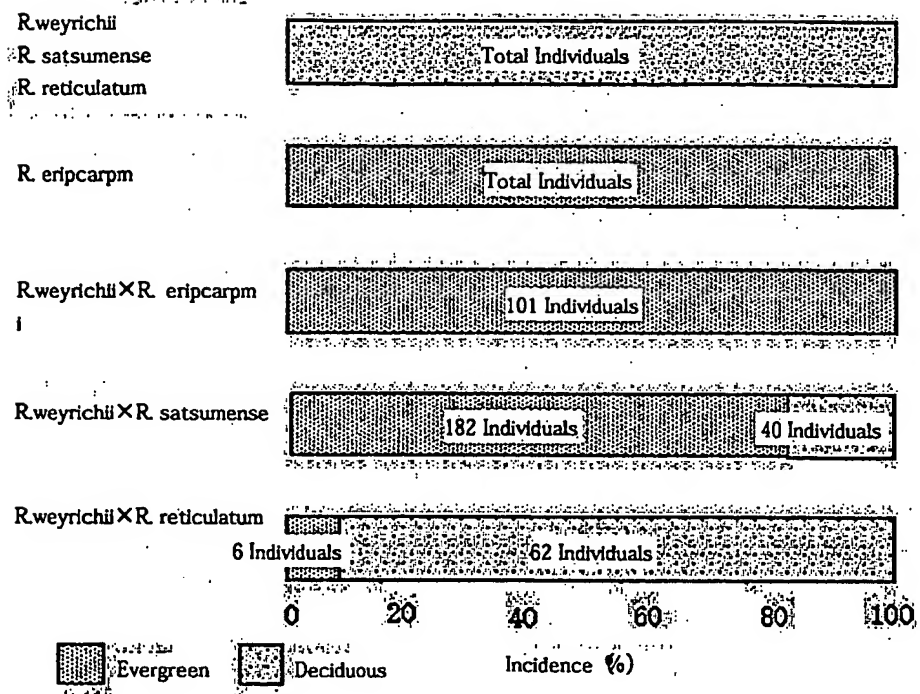 R.weyrichii
R. satsumense
R. reticulatum
Total Individuals
R. eripcarpm
Total Individuals
R.weyrichii×R. eripcarpm
i
101 Individuals
R.weyrichii×R. satsumense
182 Individuals
40 Individuals
R.weyrichii×R. reticulatum
6 Individuals
62 Individuals
0 20 40 60 80 100
Evergreen Deciduous Incidence (%)